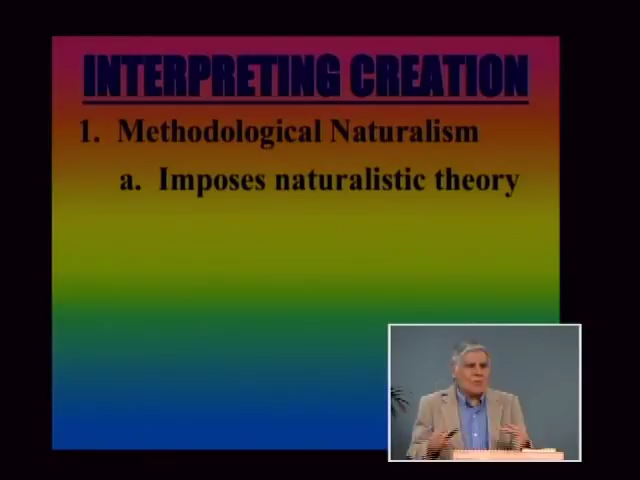 INTERPRETING CREATION
1. Methodological Naturalism
a. Imposes naturalistic theory